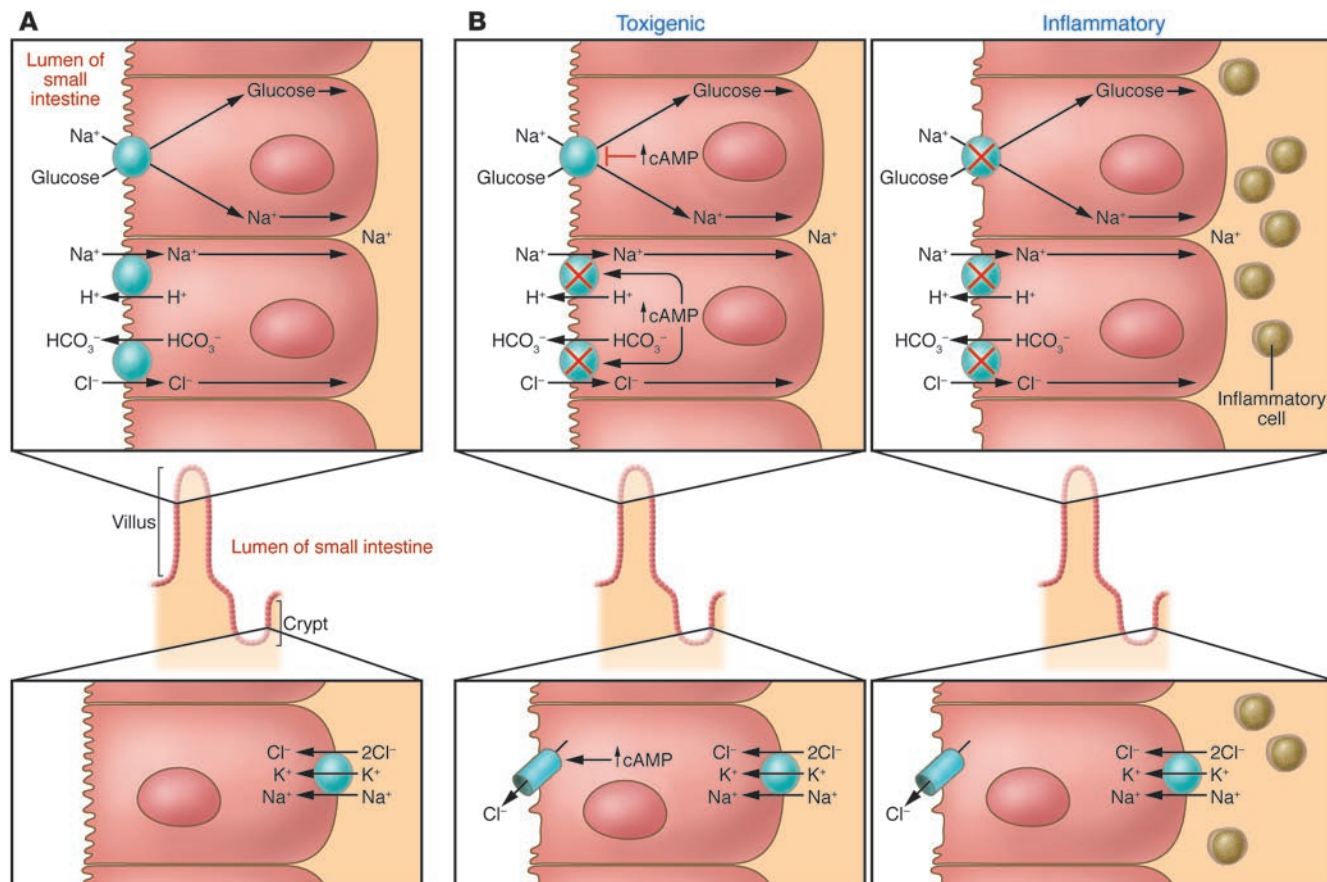 A
Lumen of
small
intestine
Glucose
Na⁺
Glucose
Na⁺
Na⁺
Na⁺ Na⁺
H⁺ H⁺
HCO₃⁻ HCO₃⁻
Cl⁻ Cl⁻
B
Toxigenic
Glucose
Na⁺
↑cAMP
Glucose
Na⁺
Na⁺
Na⁺ Na⁺
H⁺ H⁺
↑cAMP
HCO₃⁻ HCO₃⁻
Cl⁻ Cl⁻
Inflammatory
Glucose
Na⁺
Glucose
Na⁺
Na⁺
Na⁺ Na⁺
H⁺ H⁺
HCO₃⁻ HCO₃⁻
Cl⁻ Cl⁻
Inflammatory
cell
Villus
Lumen of small intestine
Crypt
Cl⁻ 2Cl⁻
K⁺ K⁺
Na⁺ Na⁺
↑cAMP
Cl⁻
Cl⁻ 2Cl⁻
K⁺ K⁺
Na⁺ Na⁺
Cl⁻
Cl⁻ 2Cl⁻
K⁺ K⁺
Na⁺ Na⁺